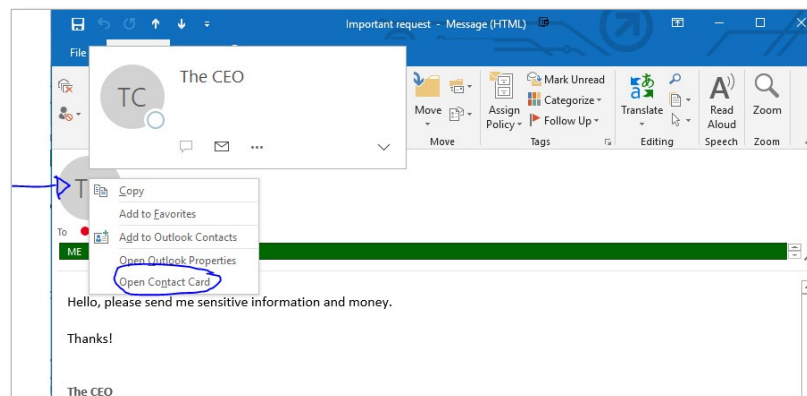 Important request - Message (HTML)
File
TC
The CEO
Move
Assign
Policy
Mark Unread
Categorize
Follow Up
Translate
Read
Aloud
Zoom
Move
Tags
Editing
Speech
Zoom
T
Copy
Add to Favorites
To
Add to Outlook Contacts
ME
Open Outlook Properties
Open Contact Card
Hello, please send me sensitive information and money.
Thanks!
The CEO